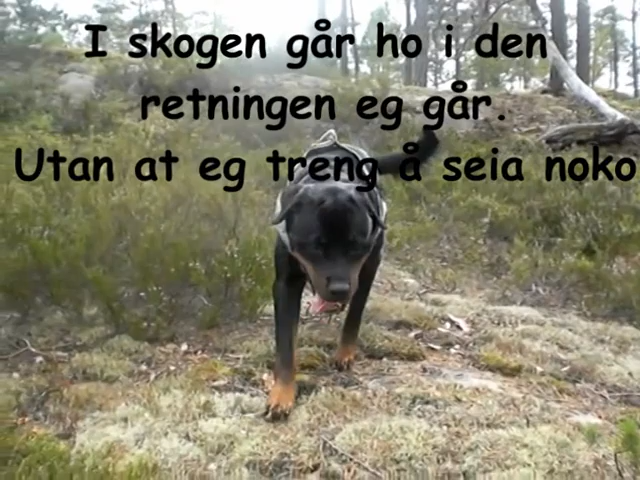 I skogen går ho i den
retningen eg går.
Utan at eg treng å seia noko